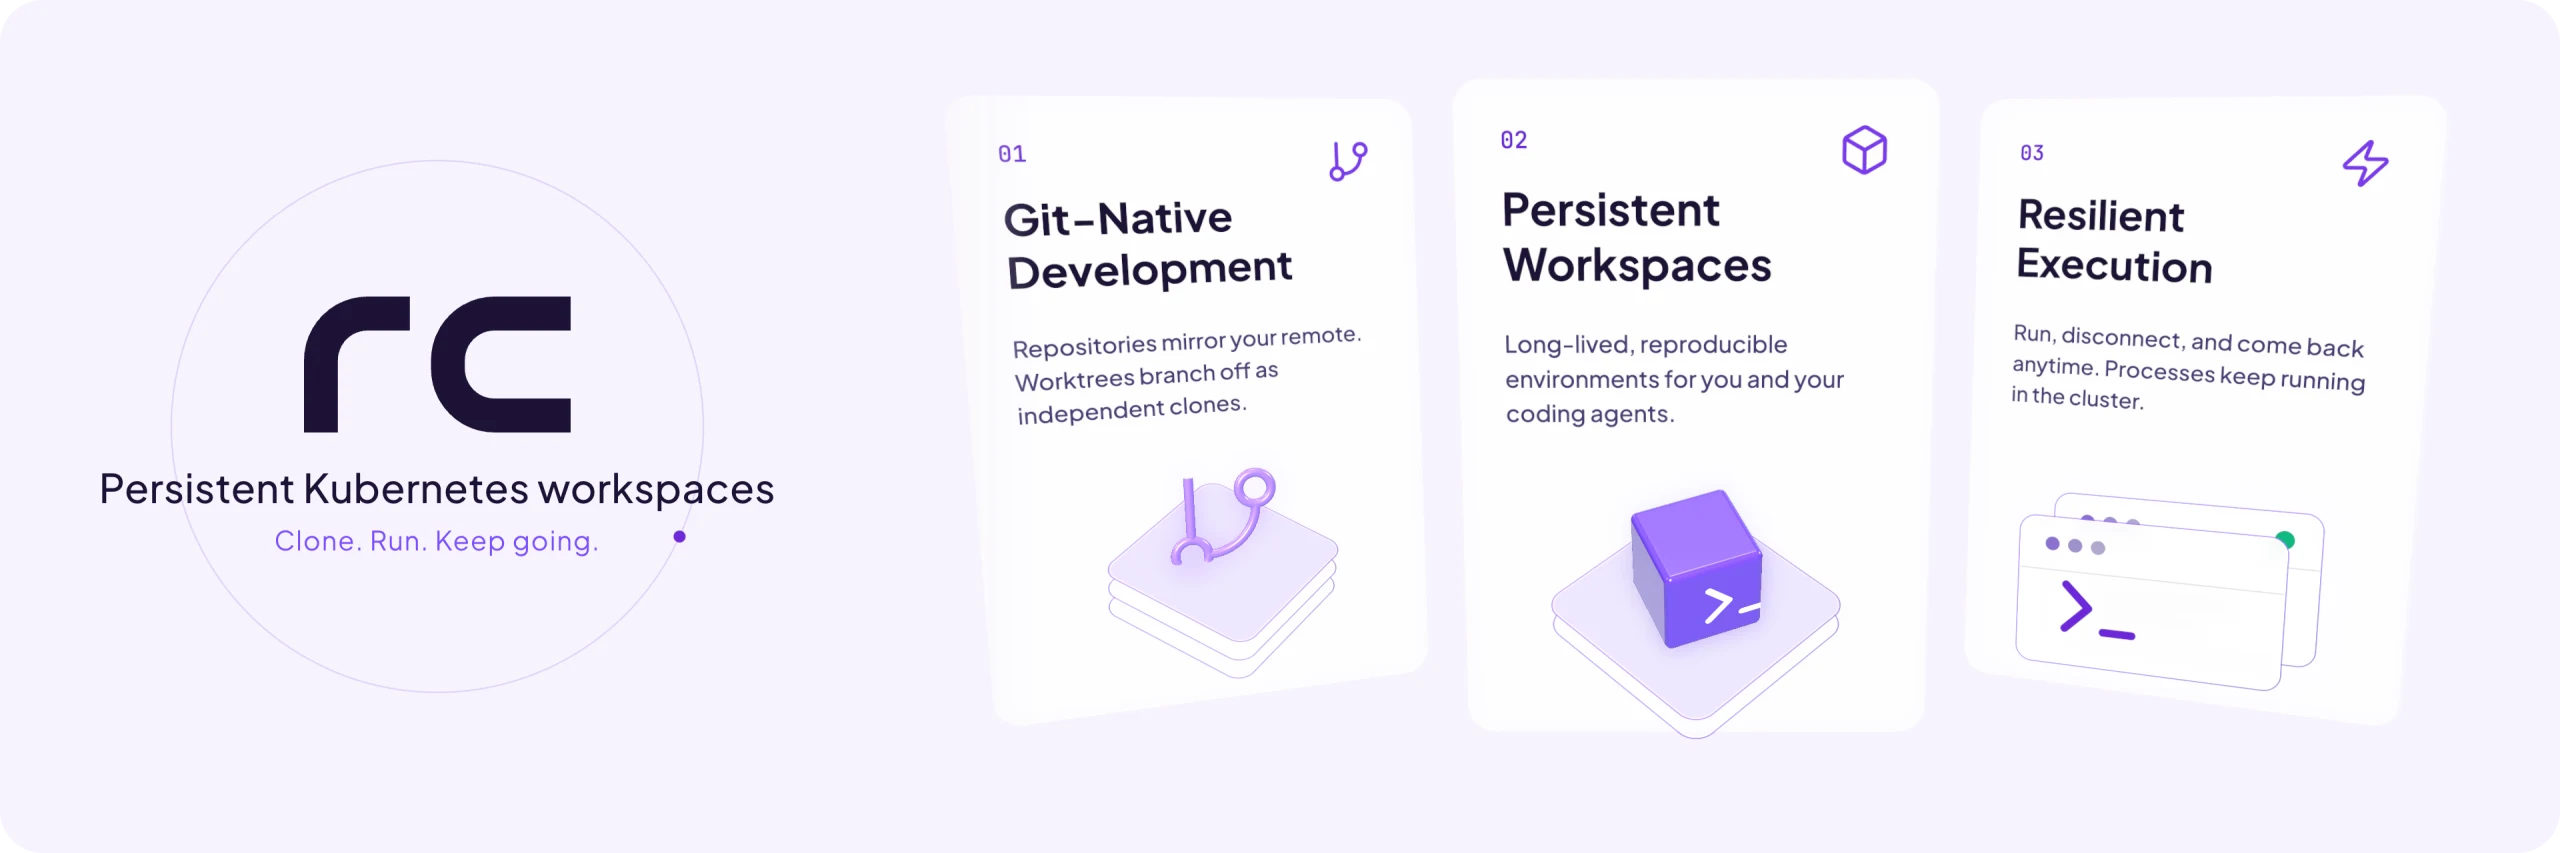 rc
Persistent Kubernetes workspaces
Clone. Run. Keep going.
01
Git-Native
Development
Repositories mirror your remote.
Worktrees branch off as
independent clones.
02
Persistent
Workspaces
Long-lived, reproducible
environments for you and your
coding agents.
>_
03
Resilient
Execution
Run, disconnect, and come back
anytime. Processes keep running
in the cluster.
>_